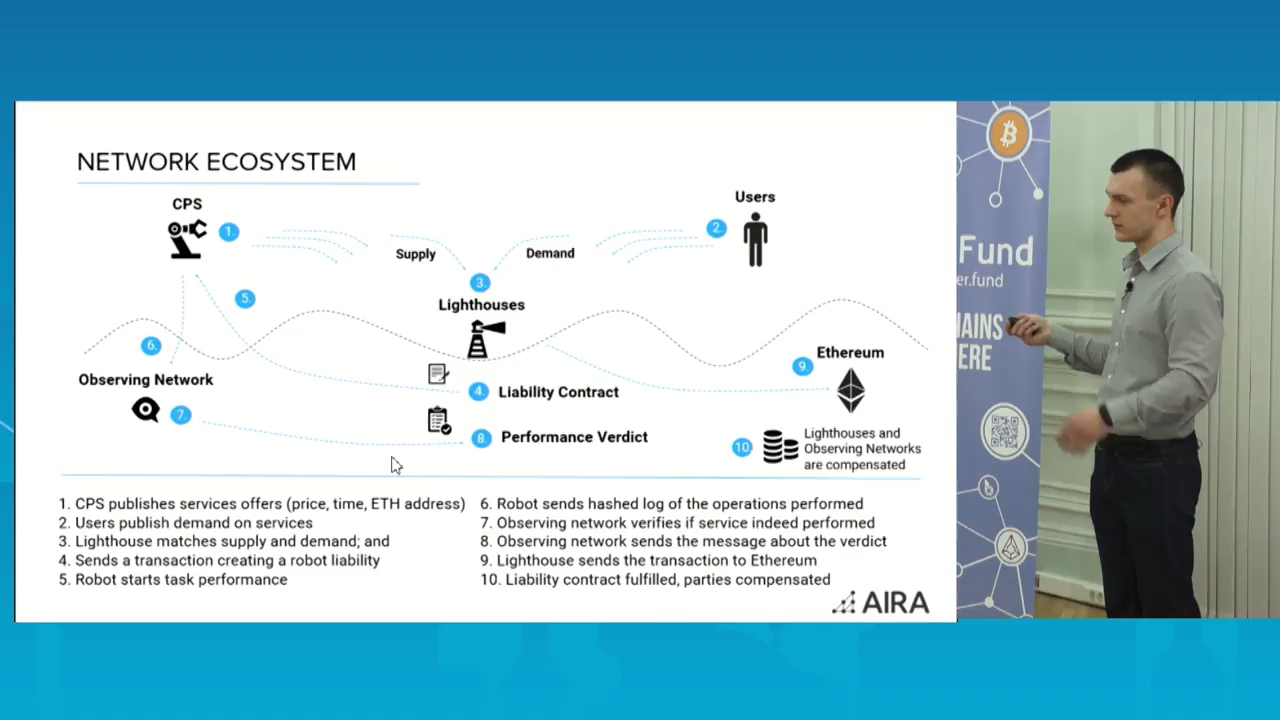 NETWORK ECOSYSTEM
CPS
1.
Supply
Demand
2.
Users
3.
Lighthouses
5.
6.
Observing Network
7.
4.
Liability Contract
8.
Performance Verdict
9.
Ethereum
10.
Lighthouses and
Observing Networks
are compensated
1. CPS publishes services offers (price, time, ETH address)
2. Users publish demand on services
3. Lighthouse matches supply and demand; and
4. Sends a transaction creating a robot liability
5. Robot starts task performance
6. Robot sends hashed log of the operations performed
7. Observing network verifies if service indeed performed
8. Observing network sends the message about the verdict
9. Lighthouse sends the transaction to Ethereum
10. Liability contract fulfilled, parties compensated
AIRA
Fund
er.fund
AINS
ERE